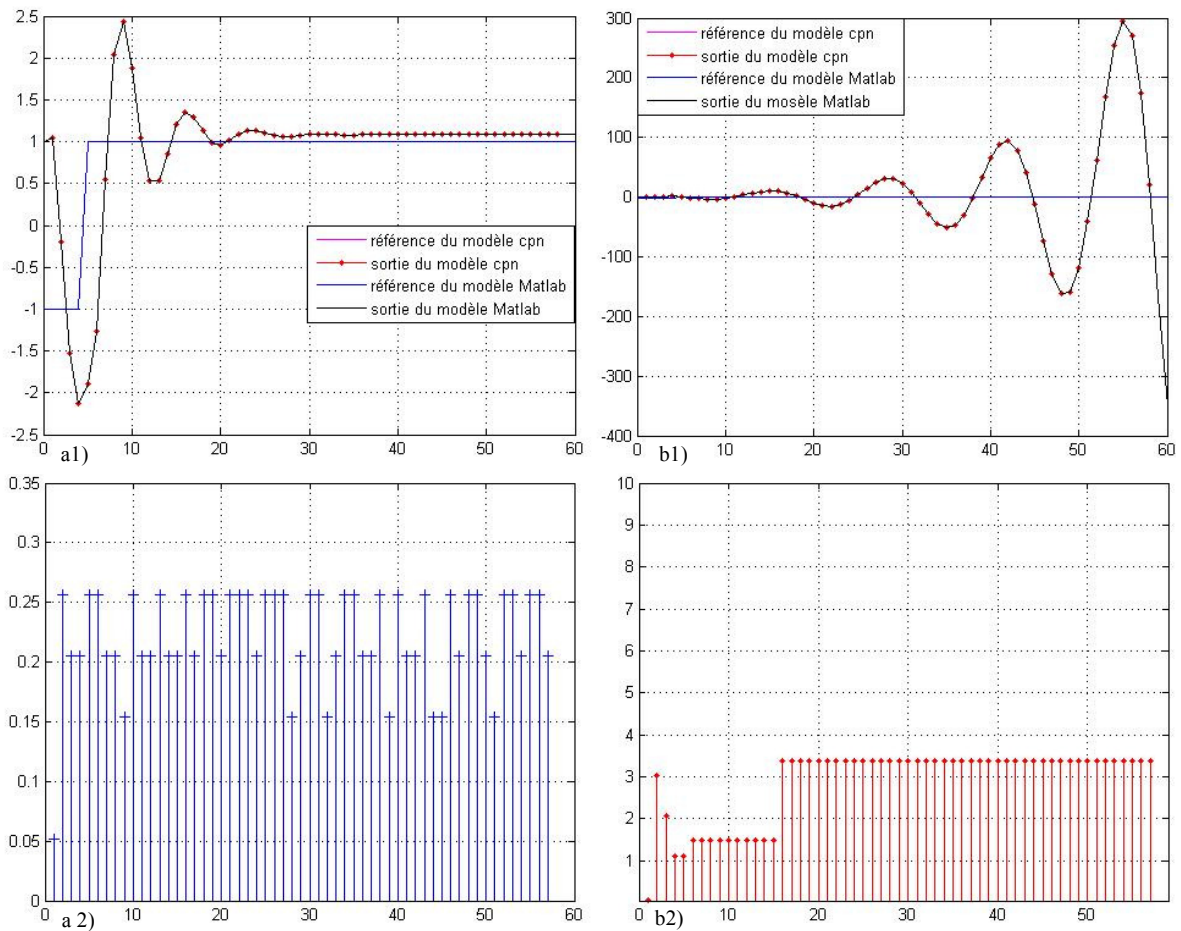 2.5
2
1.5
1
0.5
0
-0.5
-1
-1.5
-2
-2.5
référence du modèle cpn
sortie du modèle cpn
référence du modèle Matlab
sortie du modèle Matlab
0 10 20 30 40 50 60
a1)
300
200
100
0
-100
-200
-300
-400
référence du modèle cpn
sortie du modèle cpn
référence du modèle Matlab
sortie du mosèle Matlab
0 10 20 30 40 50 60
b1)
0.35
0.3
0.25
0.2
0.15
0.1
0.05
0
0 10 20 30 40 50 60
a 2)
10
9
8
7
6
5
4
3
2
1
0 10 20 30 40 50
b2)